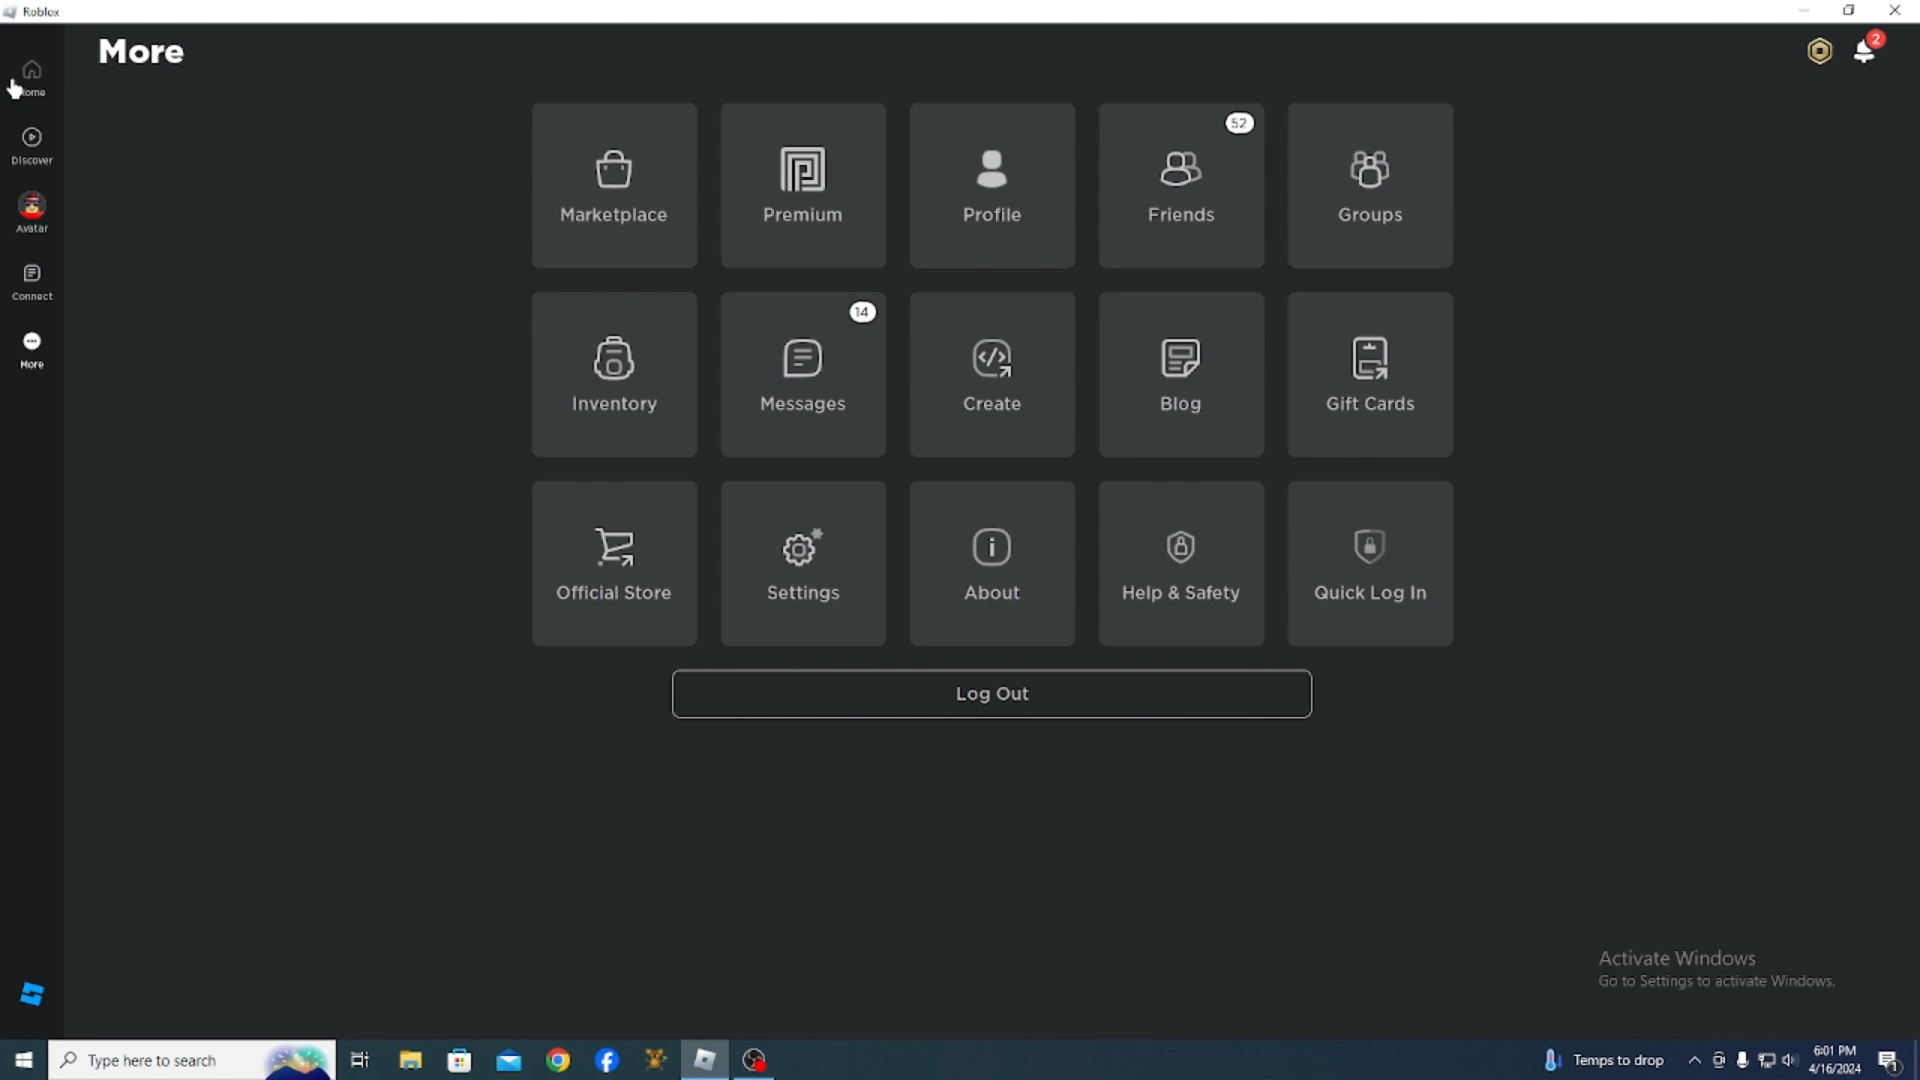 Roblox
More
2
Home
Discover
Avatar
Connect
More
Marketplace
Premium
Profile
52
Friends
Groups
Inventory
14
Messages
Create
Blog
Gift Cards
Official Store
Settings
About
Help & Safety
Quick Log In
Log Out
Activate Windows
Go to Settings to activate Windows.
Type here to search
Temps to drop
6:01 PM
4/16/2024
1